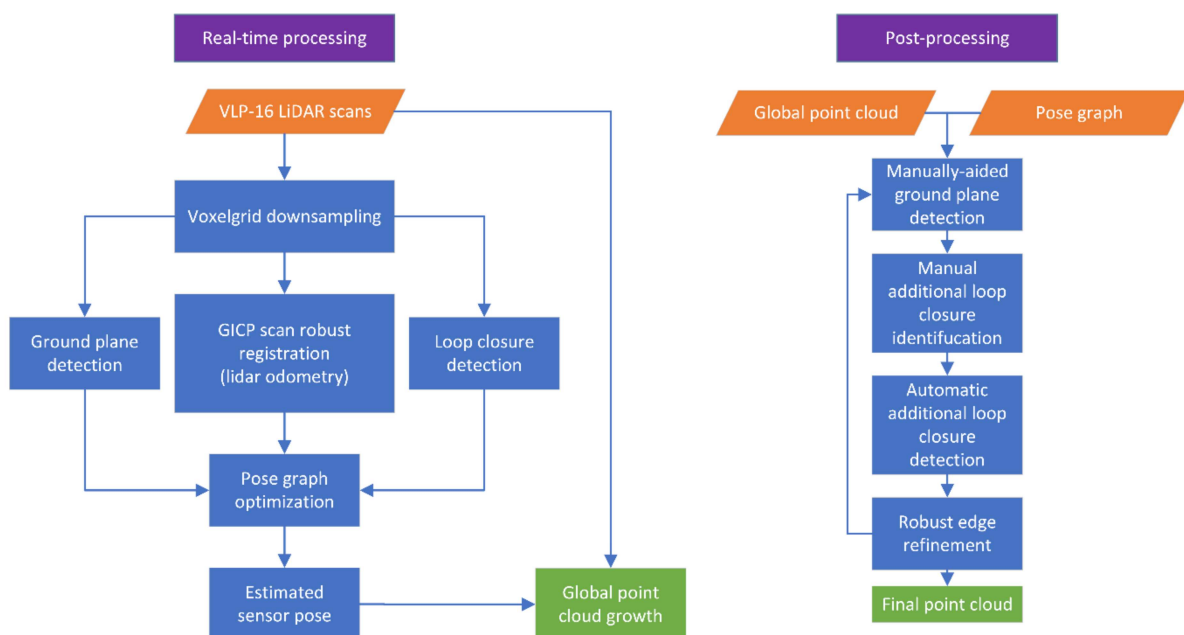 Real-time processing
VLP-16 LiDAR scans
Voxelgrid downsampling
Ground plane
detection
GICP scan robust
registration
(lidar odometry)
Loop closure
detection
Pose graph
optimization
Estimated
sensor pose
Global point
cloud growth
Post-processing
Global point cloud
Pose graph
Manually-aided
ground plane
detection
Manual
additional loop
closure
identifucation
Automatic
additional loop
closure
detection
Robust edge
refinement
Final point cloud